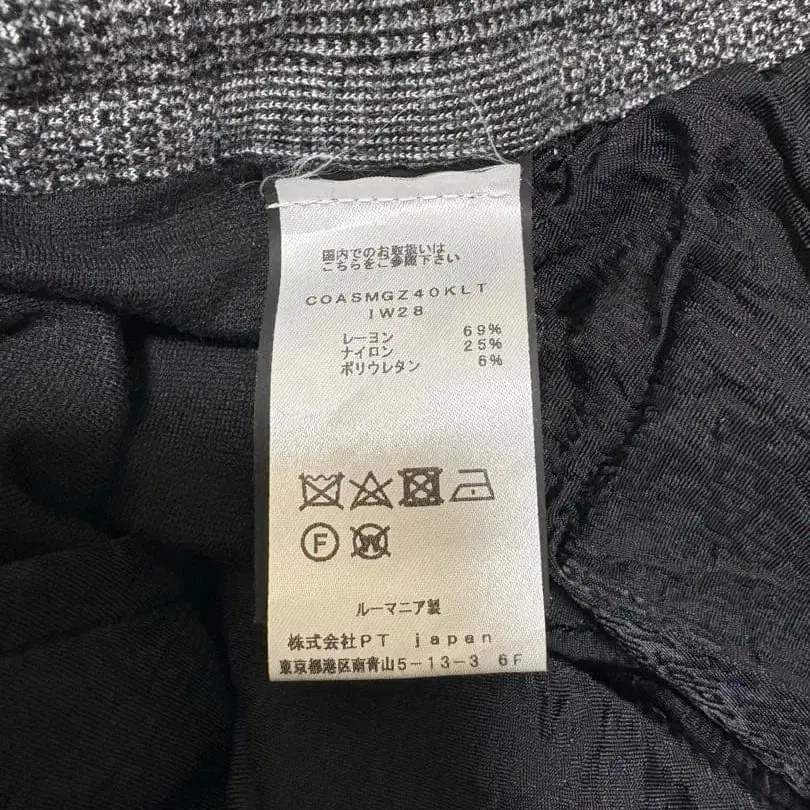 国内でのお取扱いは
こちらをご参照下さい
COASMGZ40KLT
IW28
レーヨン 69%
ナイロン 25%
ポリウレタン 6%
F W
ルーマニア製
株式会社PT japan
東京都港区南青山5-13-3 6F